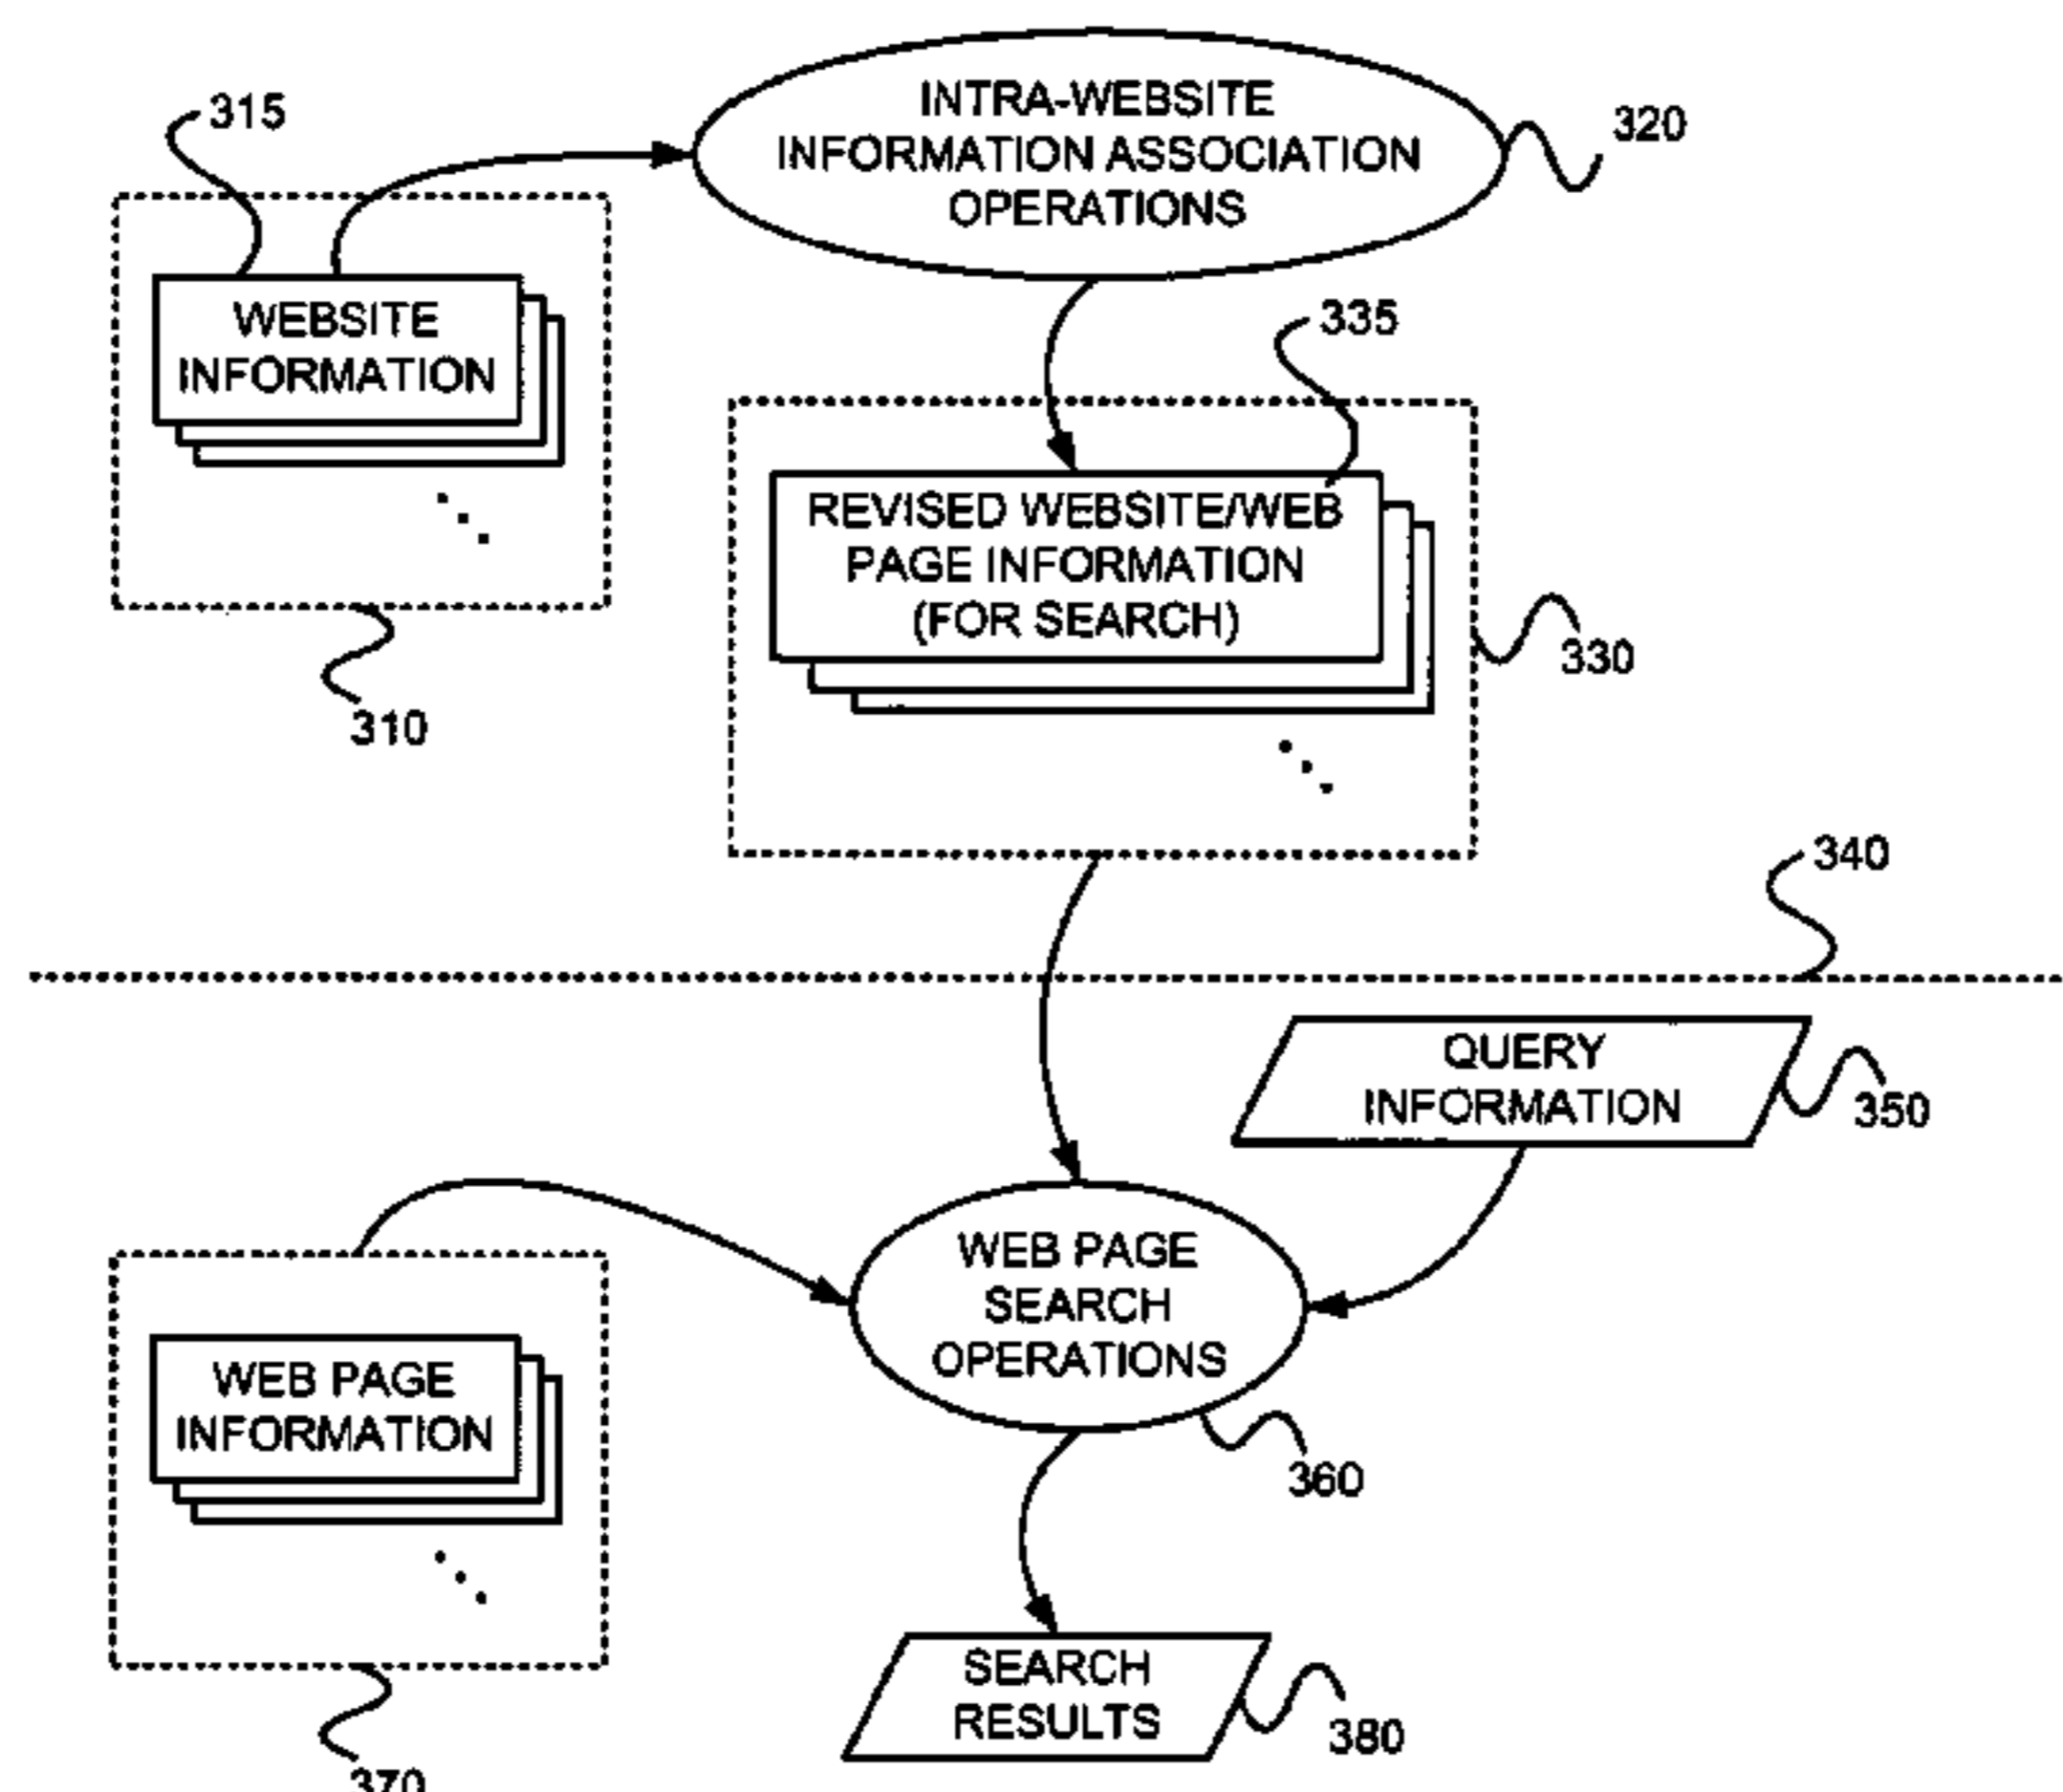 315
INTRA-WEBSITE
INFORMATION ASSOCIATION
OPERATIONS
320
WEBSITE
INFORMATION
335
REVISED WEBSITE/WEB
PAGE INFORMATION
(FOR SEARCH)
330
310
340
QUERY
INFORMATION
350
WEB PAGE
SEARCH
OPERATIONS
WEB PAGE
INFORMATION
360
SEARCH
RESULTS
380
370